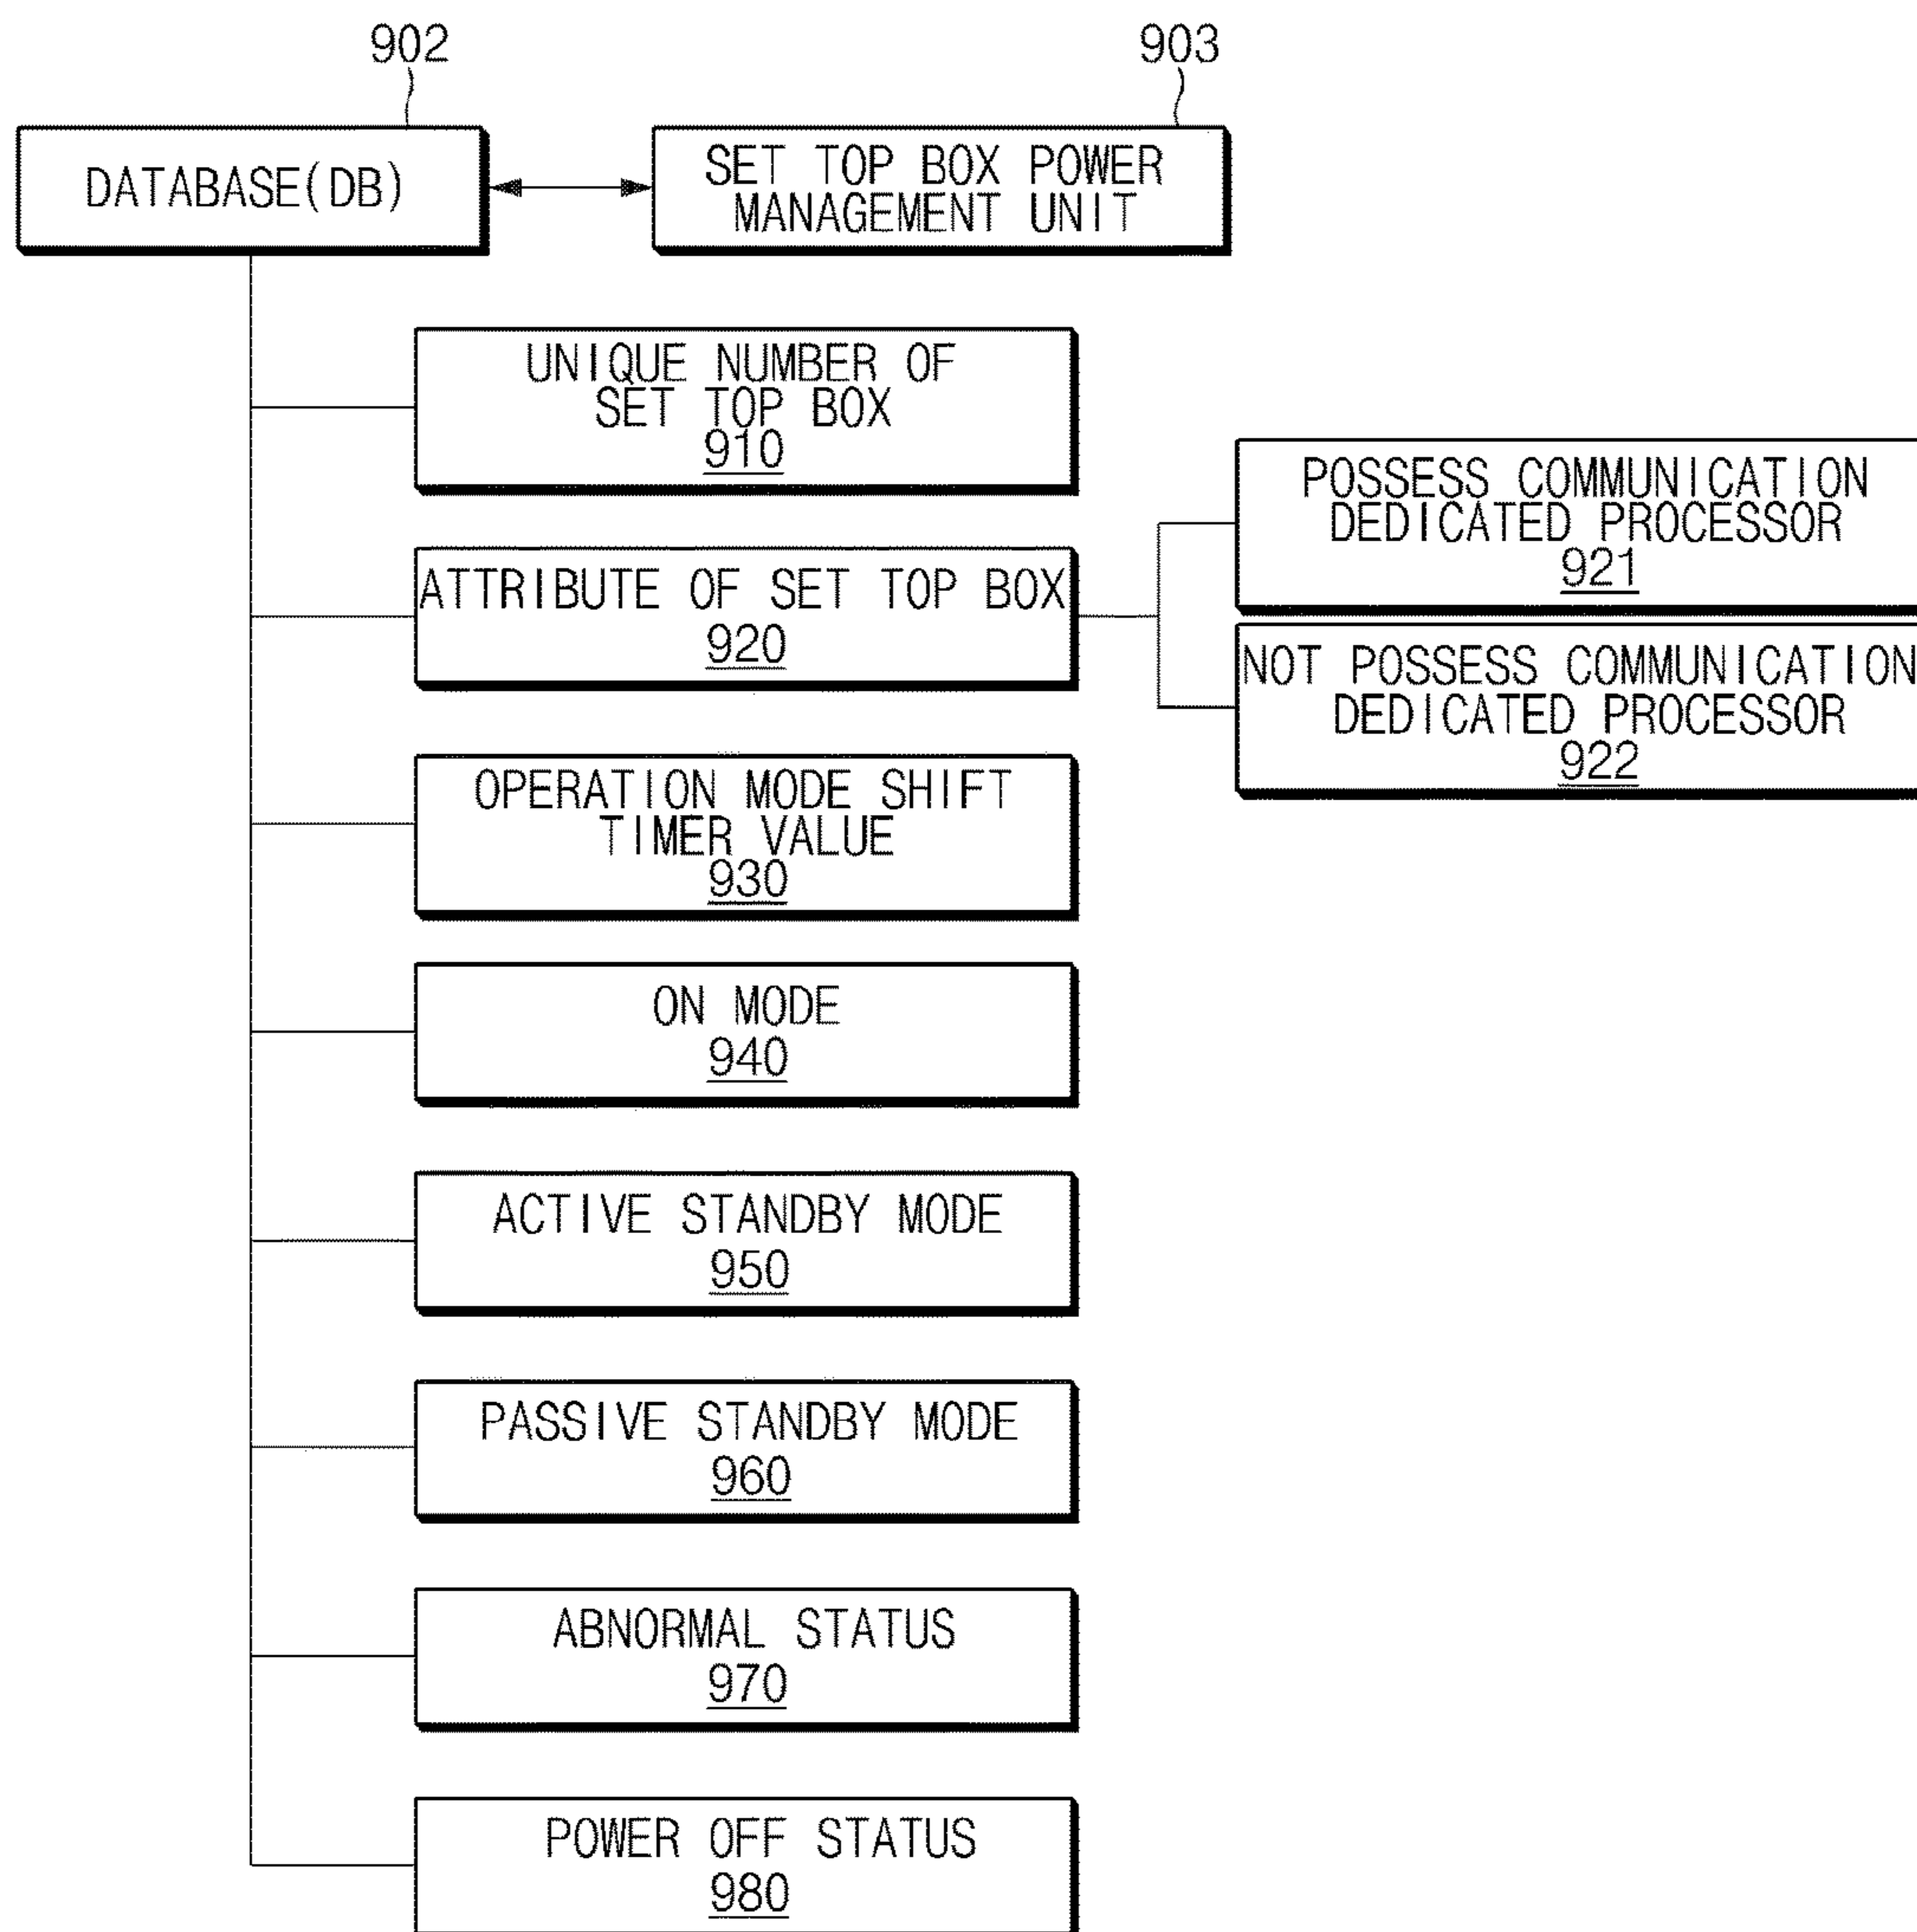 902
903
DATABASE(DB)
SET TOP BOX POWER
MANAGEMENT UNIT
UNIQUE NUMBER OF
SET TOP BOX
910
ATTRIBUTE OF SET TOP BOX
920
POSSESS COMMUNICATION
DEDICATED PROCESSOR
921
NOT POSSESS COMMUNICATION
DEDICATED PROCESSOR
922
OPERATION MODE SHIFT
TIMER VALUE
930
ON MODE
940
ACTIVE STANDBY MODE
950
PASSIVE STANDBY MODE
960
ABNORMAL STATUS
970
POWER OFF STATUS
980